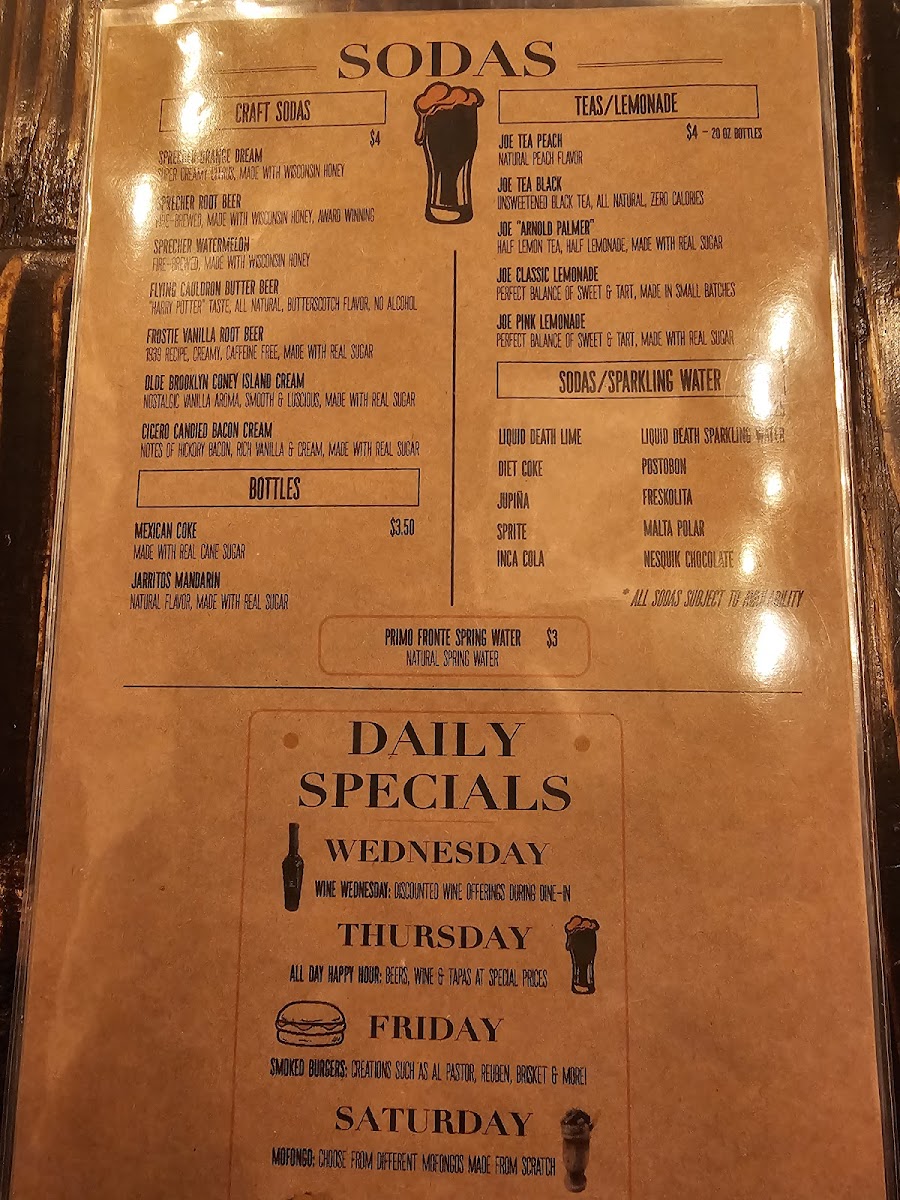 SODAS
CRAFT SODAS
$4
SPRECHER ORANGE DREAM
SUPER CREAMY CITRUS, MADE WITH WISCONSIN HONEY
SPRECHER ROOT BEER
FIRE-BREWED, MADE WITH WISCONSIN HONEY, AWARD WINNING
SPRECHER WATERMELON
FIRE-BREWED, MADE WITH WISCONSIN HONEY
FLYING CAULDRON BUTTER BEER
"HARRY POTTER" TASTE, ALL NATURAL, BUTTERSCOTCH FLAVOR, NO ALCOHOL
FROSTIE VANILLA ROOT BEER
1939 RECIPE, CREAMY, CAFFEINE FREE, MADE WITH REAL SUGAR
OLDE BROOKLYN CONEY ISLAND CREAM
NOSTALGIC VANILLA AROMA, SMOOTH & LUSCIOUS, MADE WITH REAL SUGAR
CICERO CANDIED BACON CREAM
NOTES OF HICKORY BACON, RICH VANILLA & CREAM, MADE WITH REAL SUGAR
BOTTLES
MEXICAN COKE $3.50
MADE WITH REAL CANE SUGAR
JARRITOS MANDARIN
NATURAL FLAVOR, MADE WITH REAL SUGAR
TEAS/LEMONADE
$4 - 20 OZ. BOTTLES
JOE TEA PEACH
NATURAL PEACH FLAVOR
JOE TEA BLACK
UNSWEETENED BLACK TEA, ALL NATURAL, ZERO CALORIES
JOE "ARNOLD PALMER"
HALF LEMON TEA, HALF LEMONADE, MADE WITH REAL SUGAR
JOE CLASSIC LEMONADE
PERFECT BALANCE OF SWEET & TART, MADE IN SMALL BATCHES
JOE PINK LEMONADE
PERFECT BALANCE OF SWEET & TART, MADE WITH REAL SUGAR
SODAS/SPARKLING WATER
LIQUID DEATH LIME LIQUID DEATH SPARKLING WATER
DIET COKE POSTOBON
JUPIÑA FRESKOLITA
SPRITE MALTA POLAR
INCA COLA NESQUIK CHOCOLATE
* ALL SODAS SUBJECT TO AVAILABILITY
PRIMO FRONTE SPRING WATER $3
NATURAL SPRING WATER
DAILY
SPECIALS
WEDNESDAY
WINE WEDNESDAY: DISCOUNTED WINE OFFERINGS DURING DINE-IN
THURSDAY
ALL DAY HAPPY HOUR: BEERS, WINE & TAPAS AT SPECIAL PRICES
FRIDAY
SMOKED BURGERS: CREATIONS SUCH AS AL PASTOR, REUBEN, BRISKET & MORE!
SATURDAY
MOFONGO: CHOOSE FROM DIFFERENT MOFONGOS MADE FROM SCRATCH